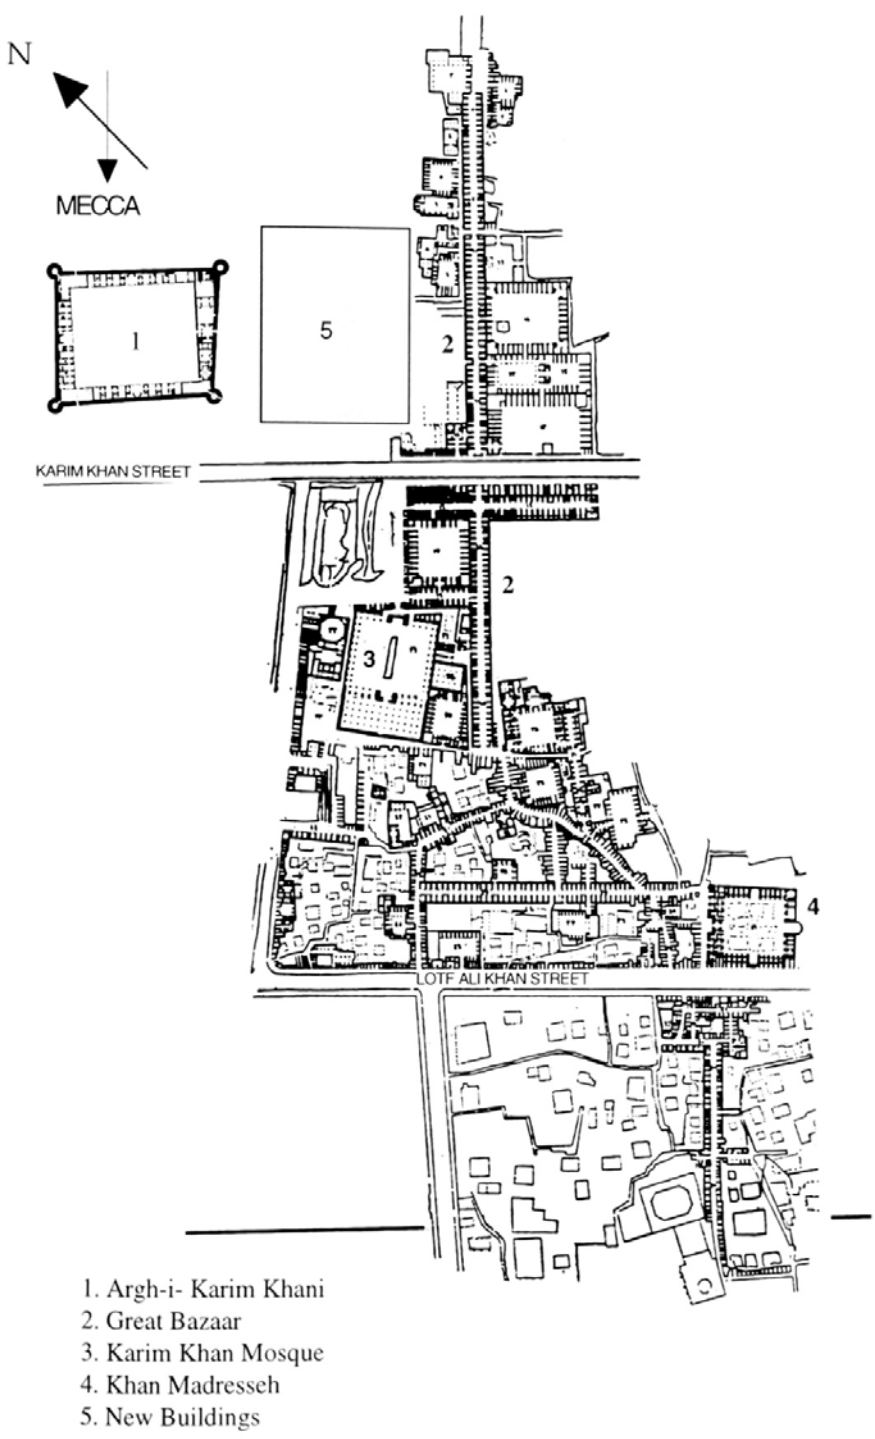 N
MECCA
1
5
2
KARIM KHAN STREET
2
3
4
LOTF ALI KHAN STREET
1. Argh-i- Karim Khani
2. Great Bazaar
3. Karim Khan Mosque
4. Khan Madresseh
5. New Buildings